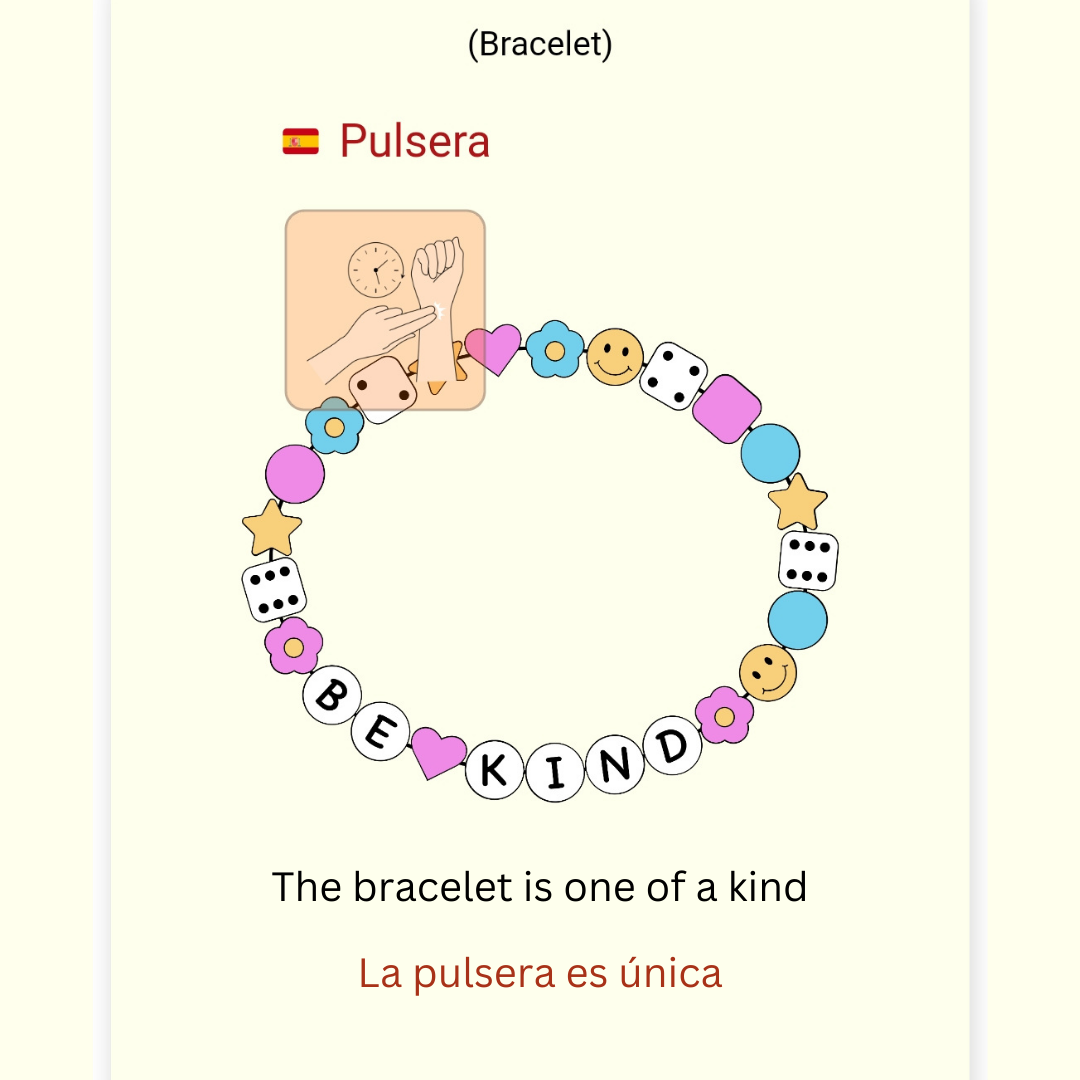 (Bracelet)
Pulsera
BE KIND
The bracelet is one of a kind
La pulsera es única